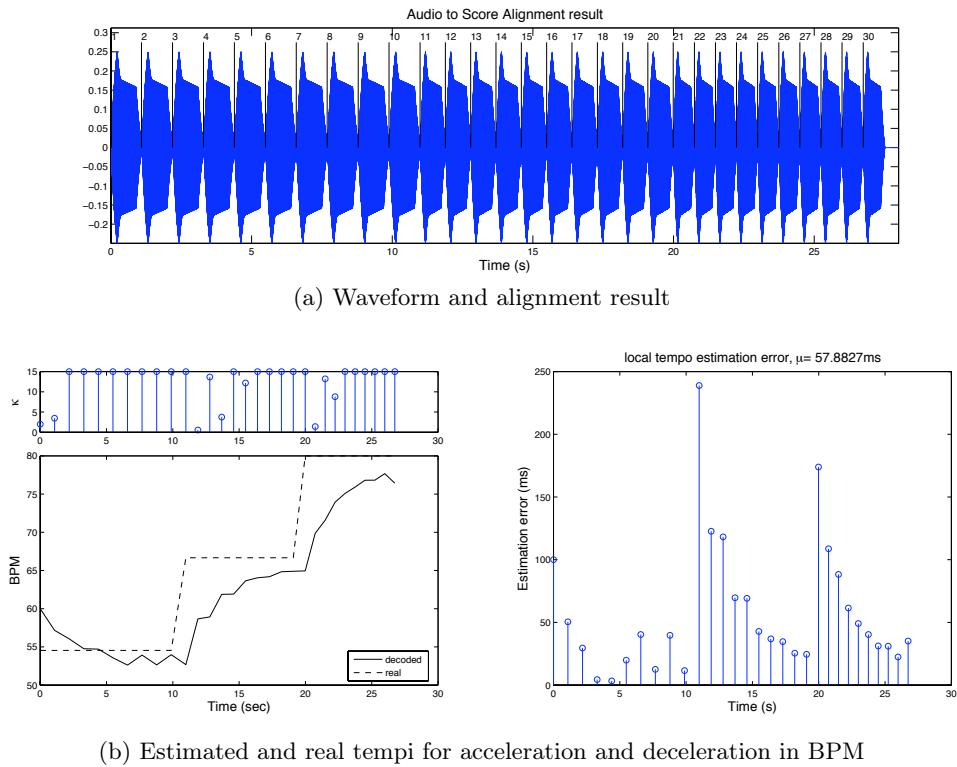 Audio to Score Alignment result
1 2 3 4 5 6 7 8 9 10 11 12 13 14 15 16 17 18 19 20 21 22 23 24 25 26 27 28 29 30
0.3
0.25
0.2
0.15
0.1
0.05
0
−0.05
−0.1
−0.15
−0.2
0 5 10 15 20 25
Time (s)
(a) Waveform and alignment result
15
10
5
0
κ
0 5 10 15 20 25 30
80
75
70
65
60
55
50
BPM
decoded
real
0 5 10 15 20 25 30
Time (sec)
local tempo estimation error, μ= 57.8827ms
250
200
150
100
50
0
Estimation error (ms)
0 5 10 15 20 25 30
Time (s)
(b) Estimated and real tempi for acceleration and deceleration in BPM